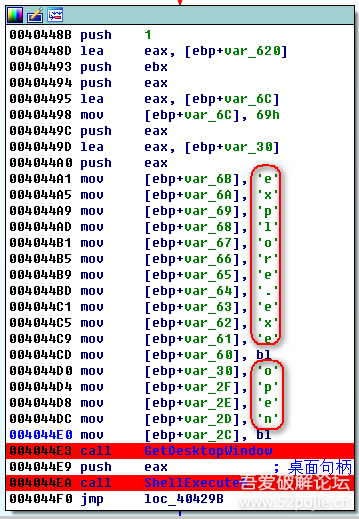 0040448B push    1
0040448D lea     eax, [ebp+var_620]
00404493 push    ebx
00404494 push    eax
00404495 lea     eax, [ebp+var_6C]
00404498 mov     [ebp+var_6C], 69h
0040449C push    eax
0040449D lea     eax, [ebp+var_30]
004044A0 push    eax
004044A1 mov     [ebp+var_6B], 'e'
004044A5 mov     [ebp+var_6A], 'x'
004044A9 mov     [ebp+var_69], 'p'
004044AD mov     [ebp+var_68], 'l'
004044B1 mov     [ebp+var_67], 'o'
004044B5 mov     [ebp+var_66], 'r'
004044B9 mov     [ebp+var_65], 'e'
004044BD mov     [ebp+var_64], '.'
004044C1 mov     [ebp+var_63], 'e'
004044C5 mov     [ebp+var_62], 'x'
004044C9 mov     [ebp+var_61], 'e'
004044CD mov     [ebp+var_60], bl
004044D0 mov     [ebp+var_30], 'o'
004044D4 mov     [ebp+var_2F], 'p'
004044D8 mov     [ebp+var_2E], 'e'
004044DC mov     [ebp+var_2D], 'n'
004044E0 mov     [ebp+var_2C], bl
004044E3 call    GetDesktopWindow
004044E9 push    eax             ; 桌面句柄
004044EA call    ShellExecute
004044F0 jmp     loc_40429B
吾爱破解论坛
www.52pojie.cn